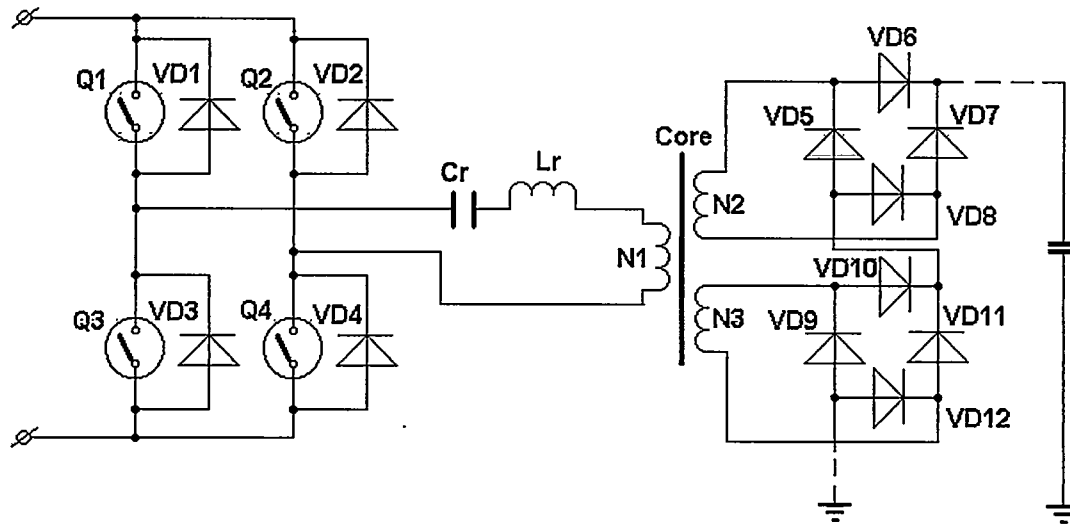 VD6
Q1
VD1
Q2
VD2
VD5
VD7
Core
Cr
Lr
N2
VD8
N1
VD10
Q3
VD3
Q4
VD4
VD9
N3
VD11
VD12